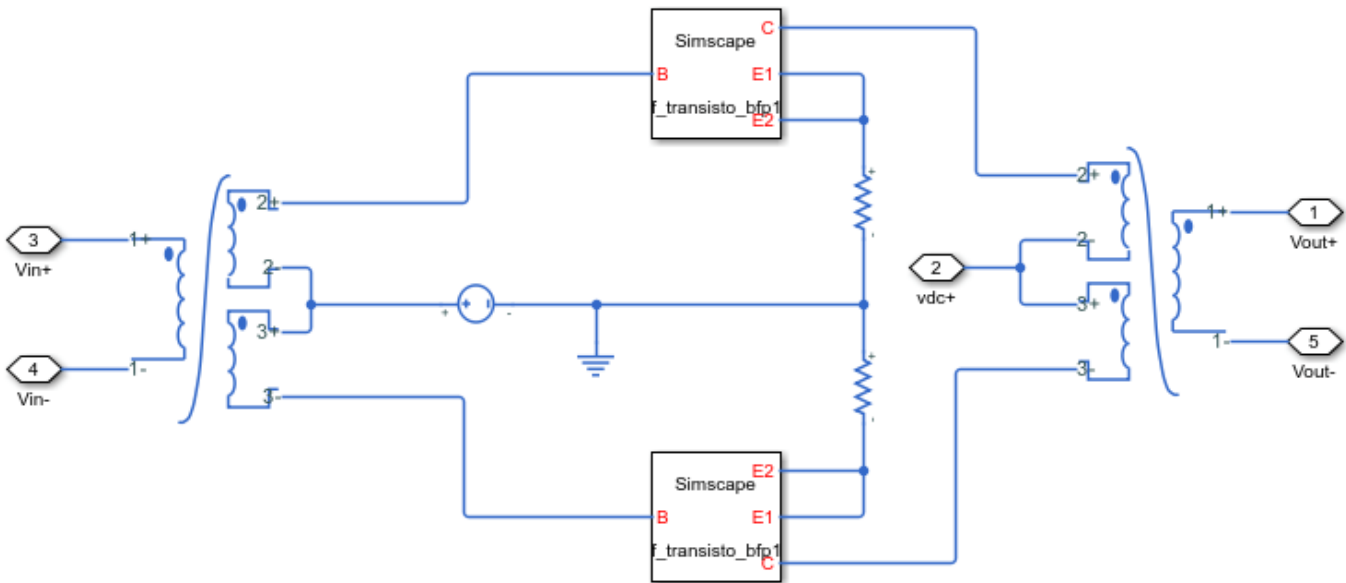 Simscape
C
B
E1
f_transisto_bfp1
E2
2+
2-
3+
3-
1+
1-
3
Vin+
4
Vin-
+
-
+
-
+
-
2
vdc+
2+
2-
3+
3-
1+
1-
1
Vout+
5
Vout-
Simscape
E2
B
E1
f_transisto_bfp1
C